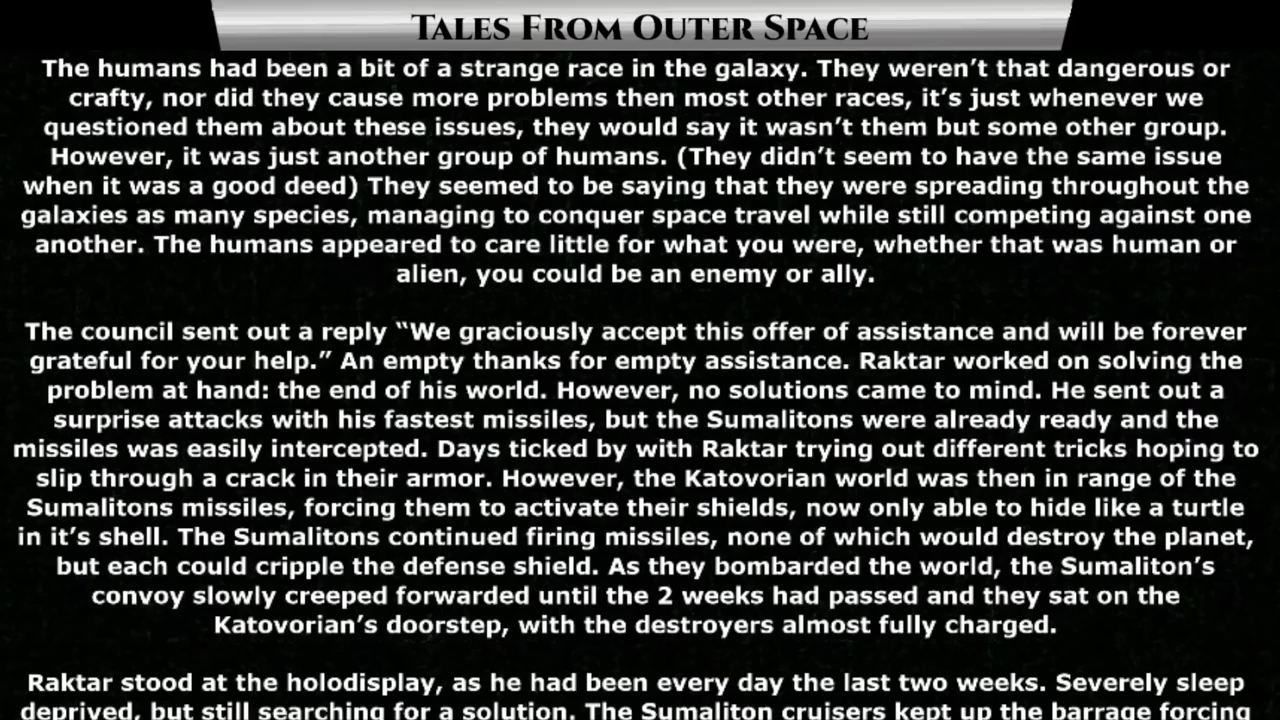 Tales From Outer Space
The humans had been a bit of a strange race in the galaxy. They weren’t that dangerous or
crafty, nor did they cause more problems then most other races, it’s just whenever we
questioned them about these issues, they would say it wasn’t them but some other group.
However, it was just another group of humans. (They didn’t seem to have the same issue
when it was a good deed) They seemed to be saying that they were spreading throughout the
galaxies as many species, managing to conquer space travel while still competing against one
another. The humans appeared to care little for what you were, whether that was human or
alien, you could be an enemy or ally.
The council sent out a reply “We graciously accept this offer of assistance and will be forever
grateful for your help.” An empty thanks for empty assistance. Raktar worked on solving the
problem at hand: the end of his world. However, no solutions came to mind. He sent out a
surprise attacks with his fastest missiles, but the Sumalitons were already ready and the
missiles was easily intercepted. Days ticked by with Raktar trying out different tricks hoping to
slip through a crack in their armor. However, the Katovorian world was then in range of the
Sumalitons missiles, forcing them to activate their shields, now only able to hide like a turtle
in it’s shell. The Sumalitons continued firing missiles, none of which would destroy the planet,
but each could cripple the defense shield. As they bombarded the world, the Sumaliton’s
convoy slowly creeped forwarded until the 2 weeks had passed and they sat on the
Katovorian’s doorstep, with the destroyers almost fully charged.
Raktar stood at the holodisplay, as he had been every day the last two weeks. Severely sleep
deprived, but still searching for a solution. The Sumaliton cruisers kept up the barrage forcing